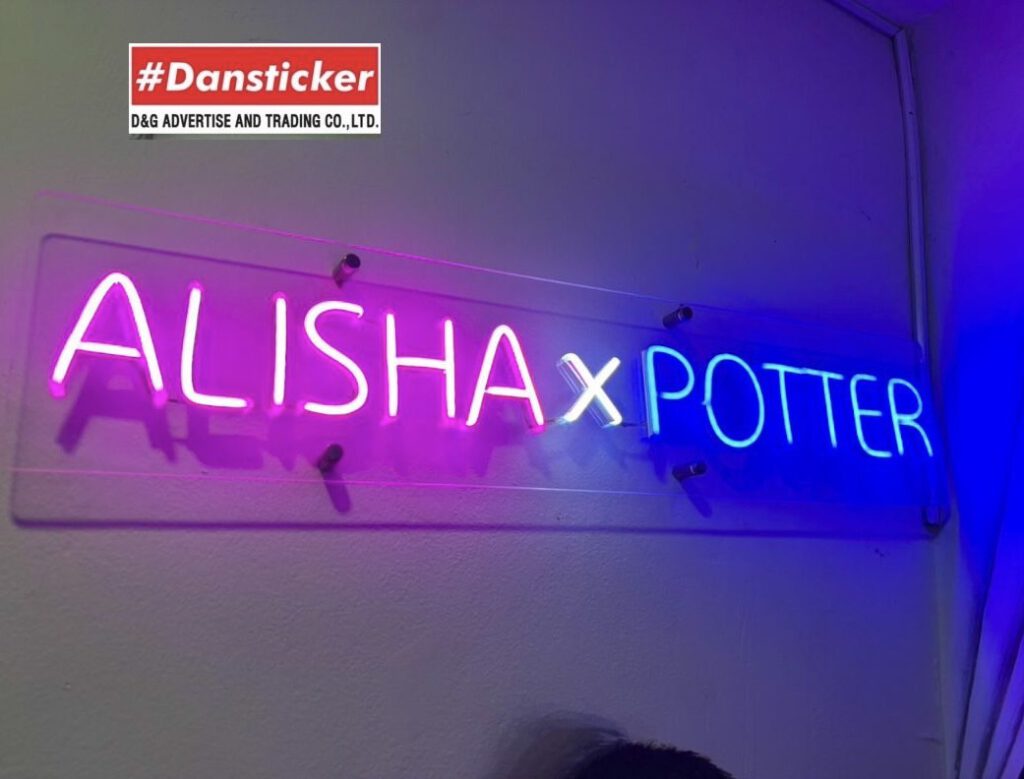 #Dansticker
D&G ADVERTISE AND TRADING CO.,LTD.
ALISHA x POTTER